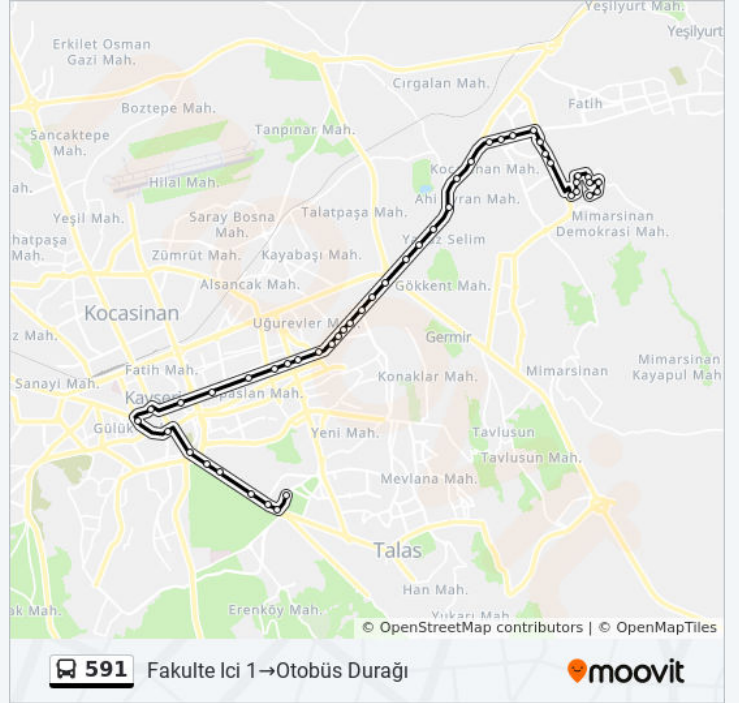 Yeşilyurt Mah.
Erkilet Osman
Gazi Mah.
Yeşilyurt
Cırgalan Mah.
Boztepe Mah.
Fatih
Sancaktepe
Mah.
Tanpınar Mah.
Hilal Mah.
ah.
Mah.
Yeşil Mah.
Saray Bosna
Mah.
Talatpaşa Mah.
Mimarsinan
Demokrasi Mah.
hatpaşa
Mah.
Zümrüt Mah.
Kayabaşı Mah.
Selim
Alsancak Mah.
Gökkent Mah.
Kocasinan
Uğurevler
z Mah.
Germir
Fatih Mah.
Konaklar Mah.
Mimarsinan
Mimarsinan
Kayapul Mah
Sanayi Mah.
Kayseri
Gülük
Yeni Mah.
Tavlusun
Tavlusun Mah.
Mevlana Mah.
Talas
Han Mah.
ak Mah.
Erenköy Mah.
Yukarı Mah.
© OpenStreetMap contributors | © OpenMapTiles
591 Fakulte Ici 1→Otobüs Durağı
moovit